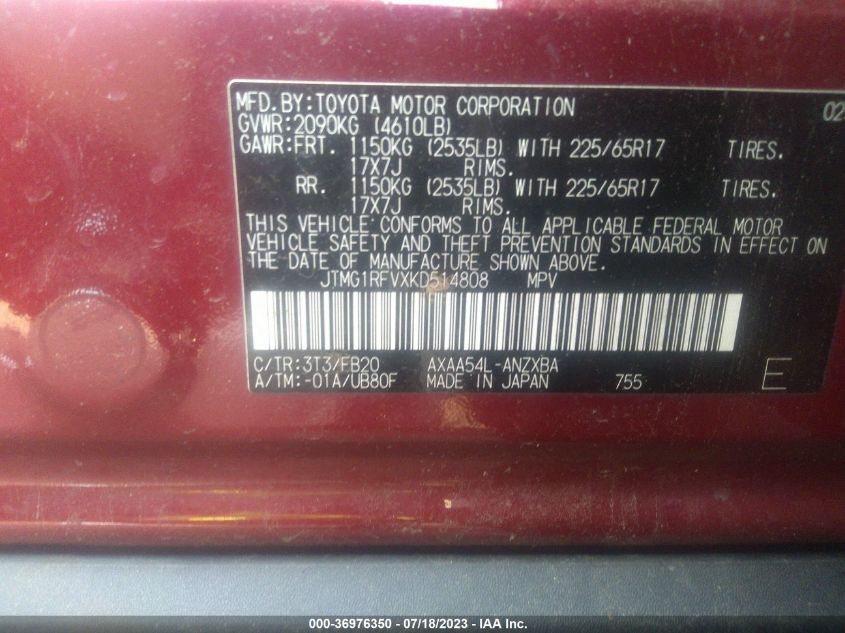 MFD. BY: TOYOTA MOTOR CORPORATION 02
GVWR: 2090KG (4610LB)
GAWR: FRT. 1150KG (2535LB) WITH 225/65R17 TIRES.
17X7J RIMS.
RR. 1150KG (2535LB) WITH 225/65R17 TIRES.
17X7J RIMS.
THIS VEHICLE CONFORMS TO ALL APPLICABLE FEDERAL MOTOR
VEHICLE SAFETY AND THEFT PREVENTION STANDARDS IN EFFECT ON
THE DATE OF MANUFACTURE SHOWN ABOVE.
JTMG1RFVXKD514808 MPV
C/TR: 3T3/FB20 AXAA54L-ANZXBA
A/TM: -01A/UB80F MADE IN JAPAN 755 E
000-36976350 - 07/18/2023 - IAA Inc.